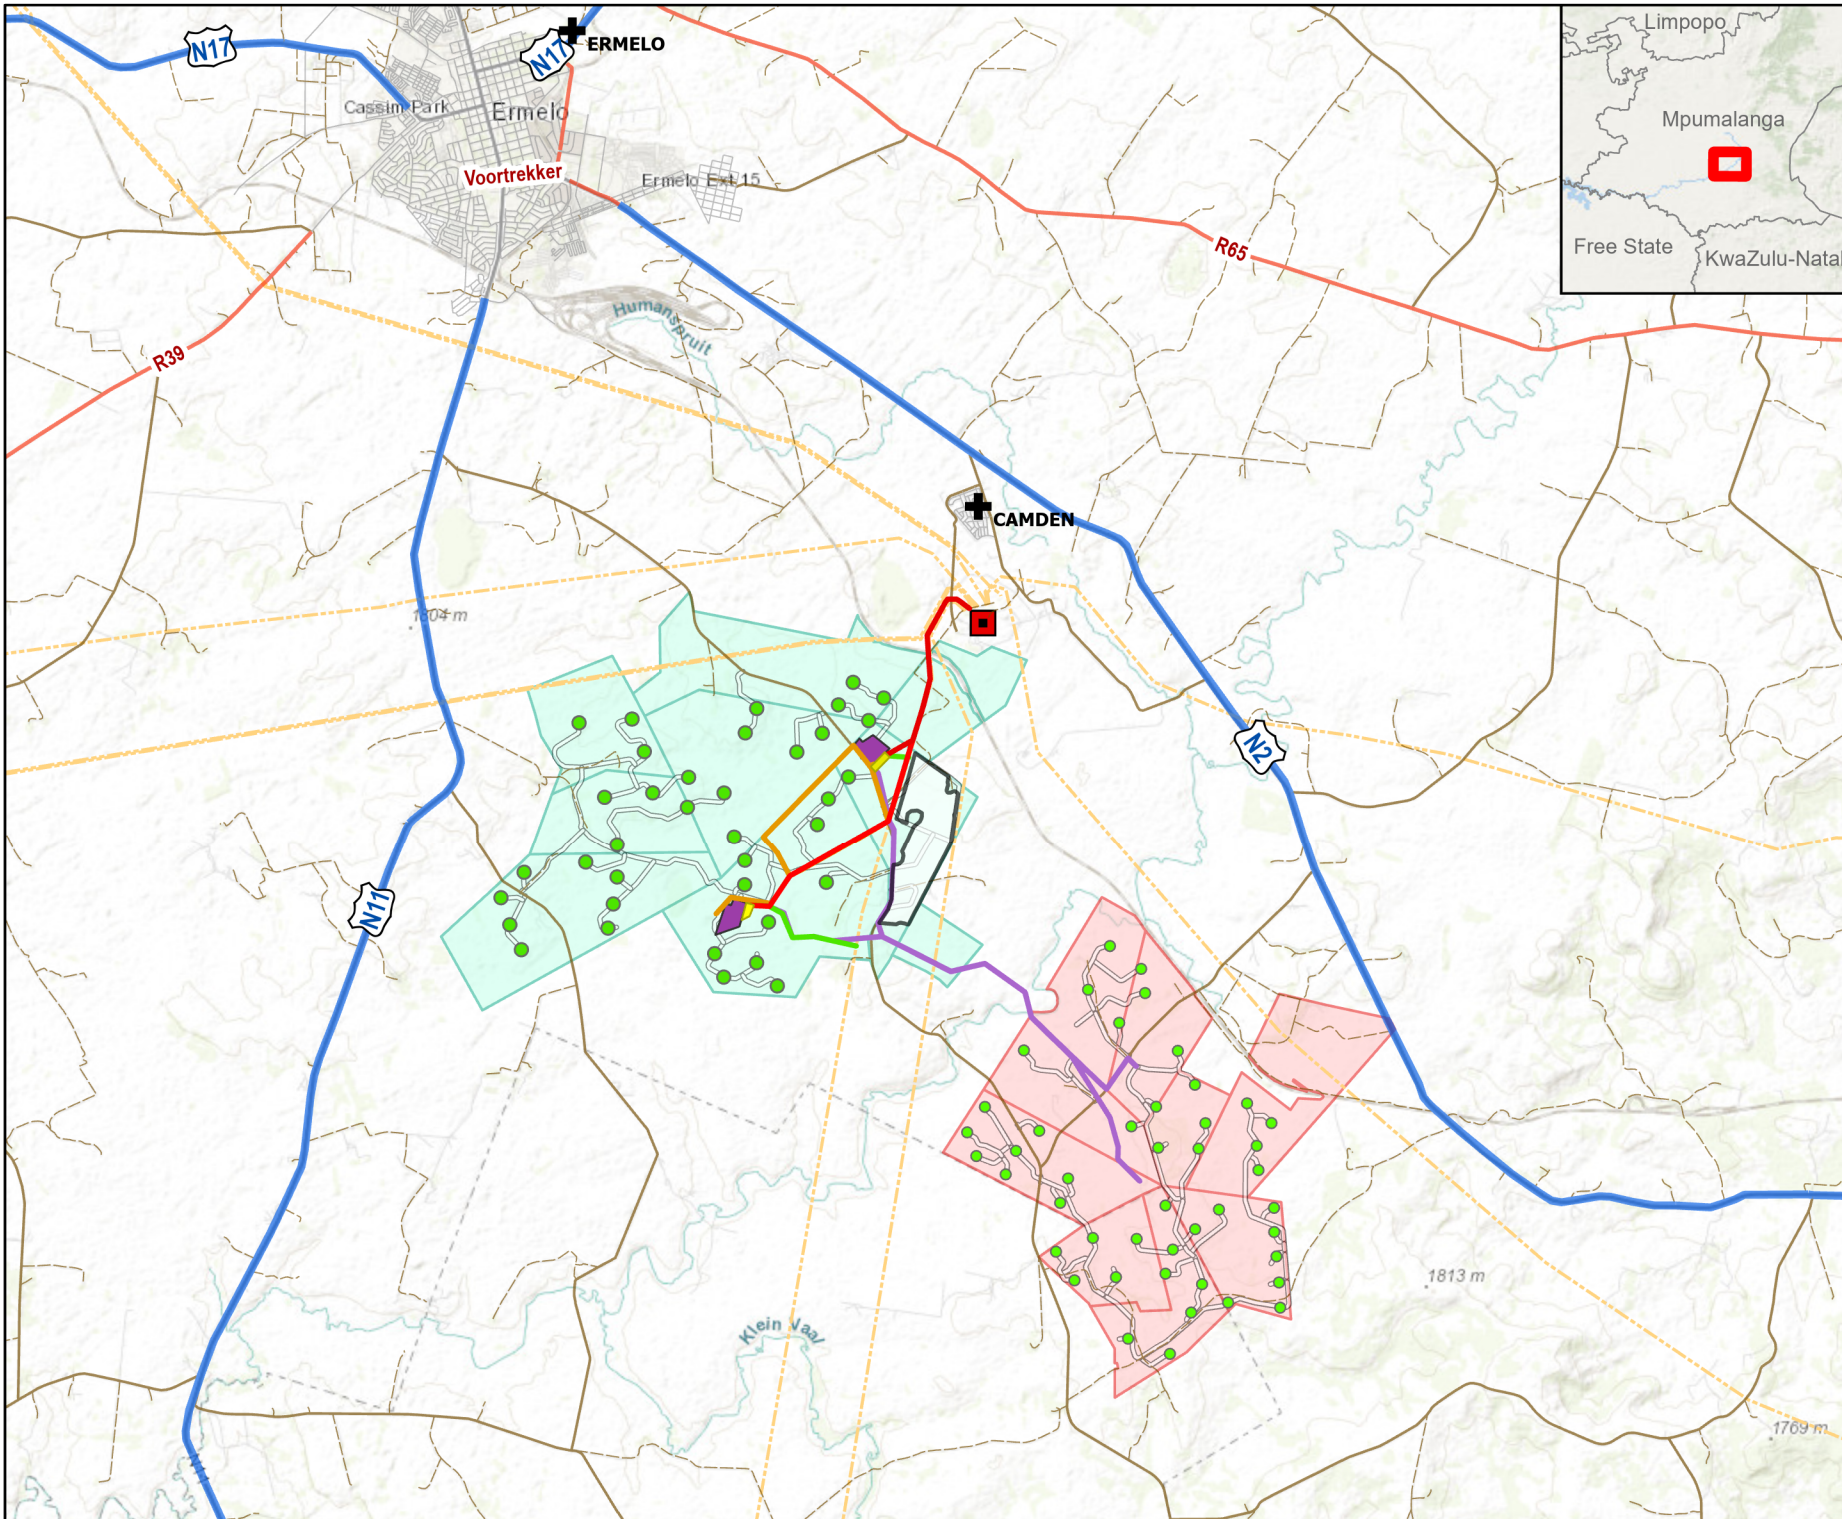 Limpopo
N17
N17
ERMELO
Cassim Park
Ermelo
Mpumalanga
Voortrekker
Ermelo Ext 15
R65
Free State
KwaZulu-Natal
Humanspruit
R39
CAMDEN
1804 m
N2
N11
1813 m
Klein Vaal
1769 m
N11